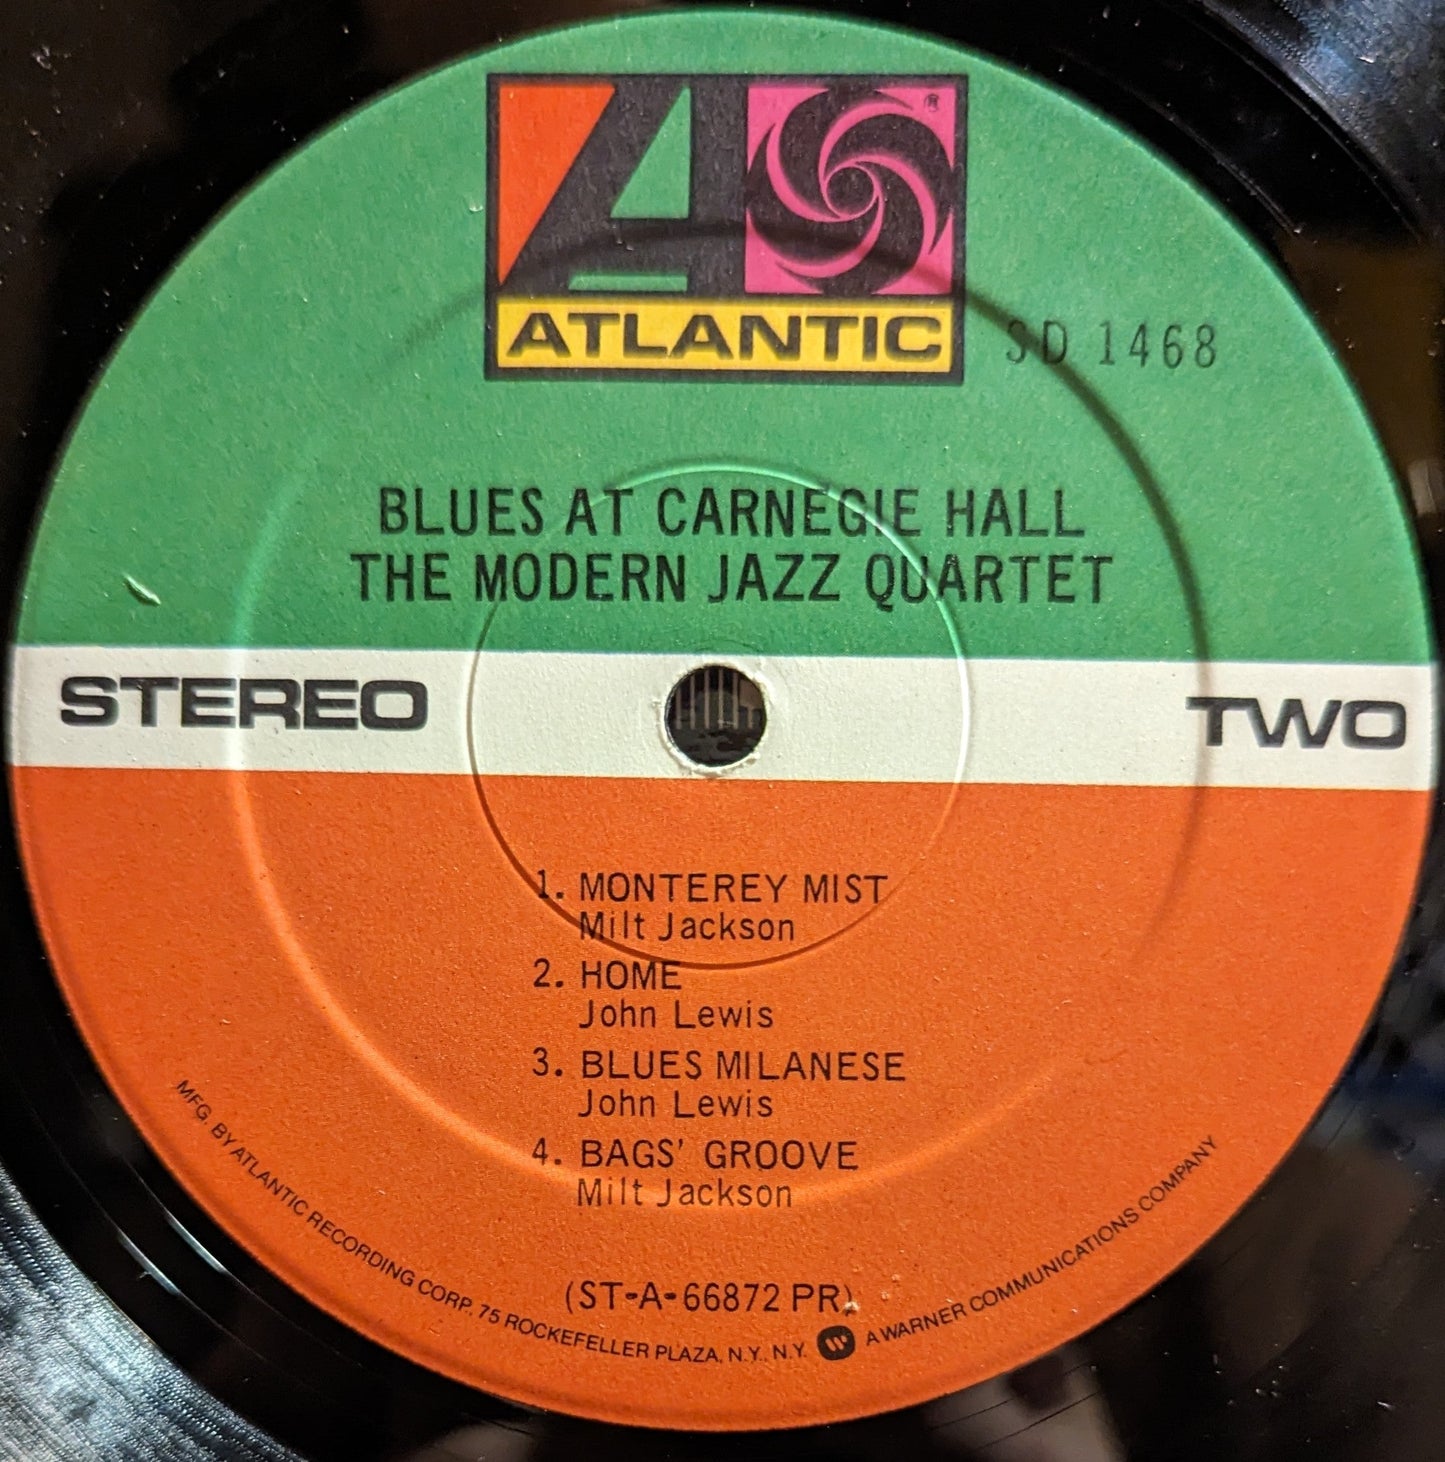 ATLANTIC
®
SD 1468
BLUES AT CARNEGIE HALL
THE MODERN JAZZ QUARTET
STEREO
TWO
1. MONTEREY MIST
Milt Jackson
2. HOME
John Lewis
3. BLUES MILANESE
John Lewis
4. BAGS' GROOVE
Milt Jackson
(ST-A-66872 PR)
MFG. BY ATLANTIC RECORDING CORP., 75 ROCKEFELLER PLAZA, N.Y., N.Y. W A WARNER COMMUNICATIONS COMPANY